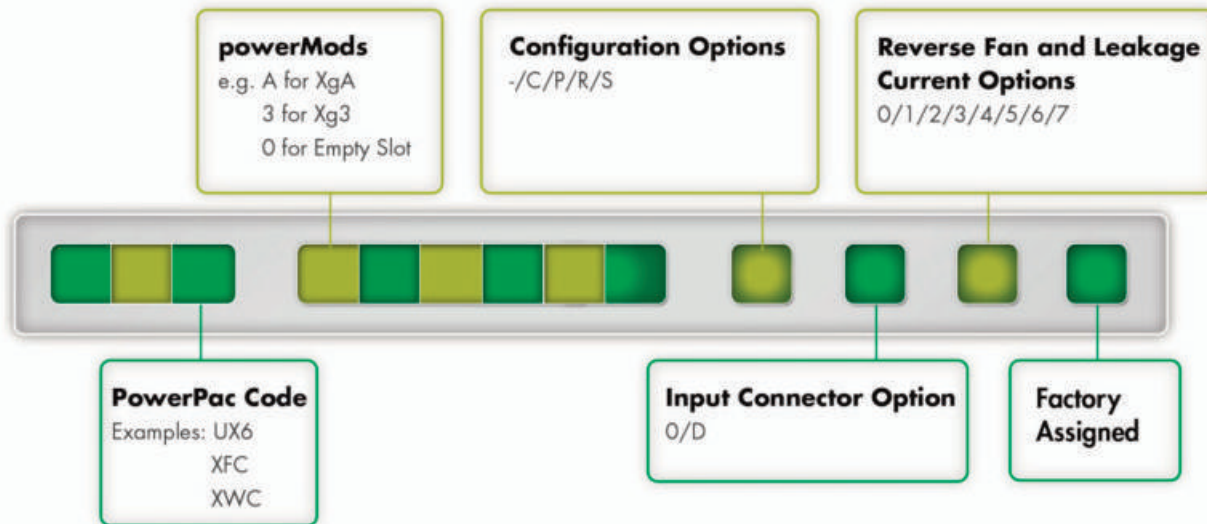 powerMods
e.g. A for XgA
3 for Xg3
0 for Empty Slot
Configuration Options
-/C/P/R/S
Reverse Fan and Leakage
Current Options
0/1/2/3/4/5/6/7
PowerPac Code
Examples: UX6
XFC
XWC
Input Connector Option
0/D
Factory
Assigned